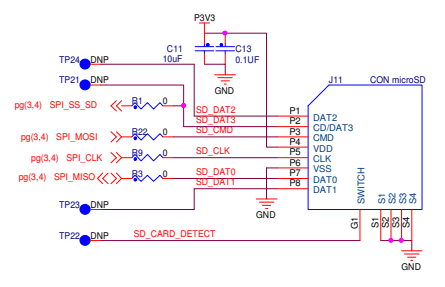 P3V3
TP24 DNP
C11
10uF
C13
0.1UF
TP21 DNP
GND
J11 CON microSD
pg(3,4) SPI_SS_SD R1 0
SD_DAT2 P1 DAT2
SD_DAT3 P2 CD/DAT3
pg(3,4) SPI_MOSI R22 0 SD_CMD P3 CMD
P4 VDD
pg(3,4) SPI_CLK R9 0 SD_CLK P5 CLK
P6 VSS
pg(3,4) SPI_MISO R3 0 SD_DAT0 P7 DAT0
SD_DAT1 P8 DAT1
SWITCH
S1
S2
S3
S4
TP23 DNP
GND
G1
S1
S2
S3
S4
TP22 DNP
SD_CARD_DETECT
GND